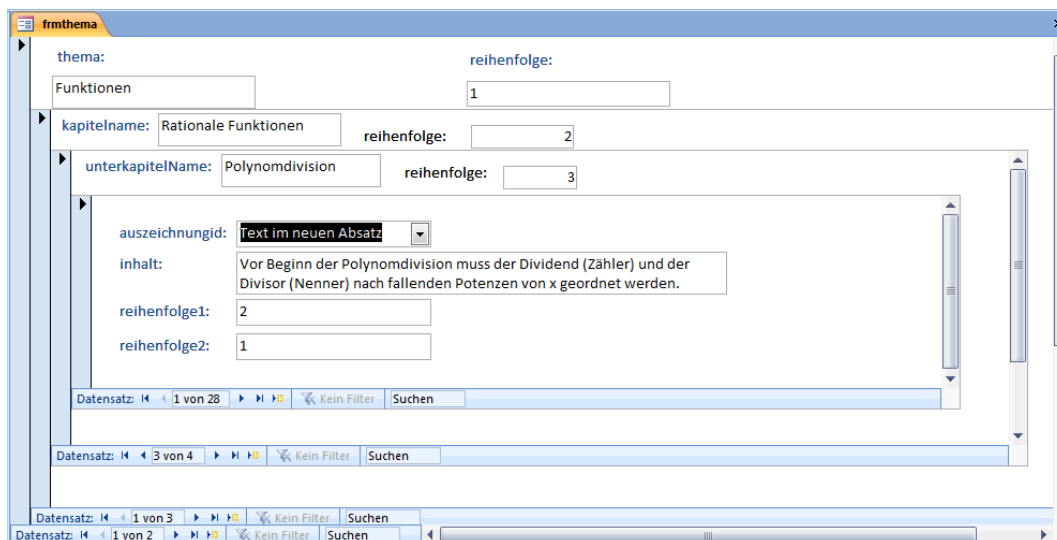 frmthema
thema: reihenfolge:
Funktionen 1
kapitelname: Rationale Funktionen reihenfolge: 2
unterkapitelName: Polynomdivision reihenfolge: 3
auszeichnungid: Text im neuen Absatz
inhalt: Vor Beginn der Polynomdivision muss der Dividend (Zähler) und der
Divisor (Nenner) nach fallenden Potenzen von x geordnet werden.
reihenfolge1: 2
reihenfolge2: 1
Datensatz: 1 von 28 Kein Filter Suchen
Datensatz: 3 von 4 Kein Filter Suchen
Datensatz: 1 von 3 Kein Filter Suchen
Datensatz: 1 von 2 Kein Filter Suchen